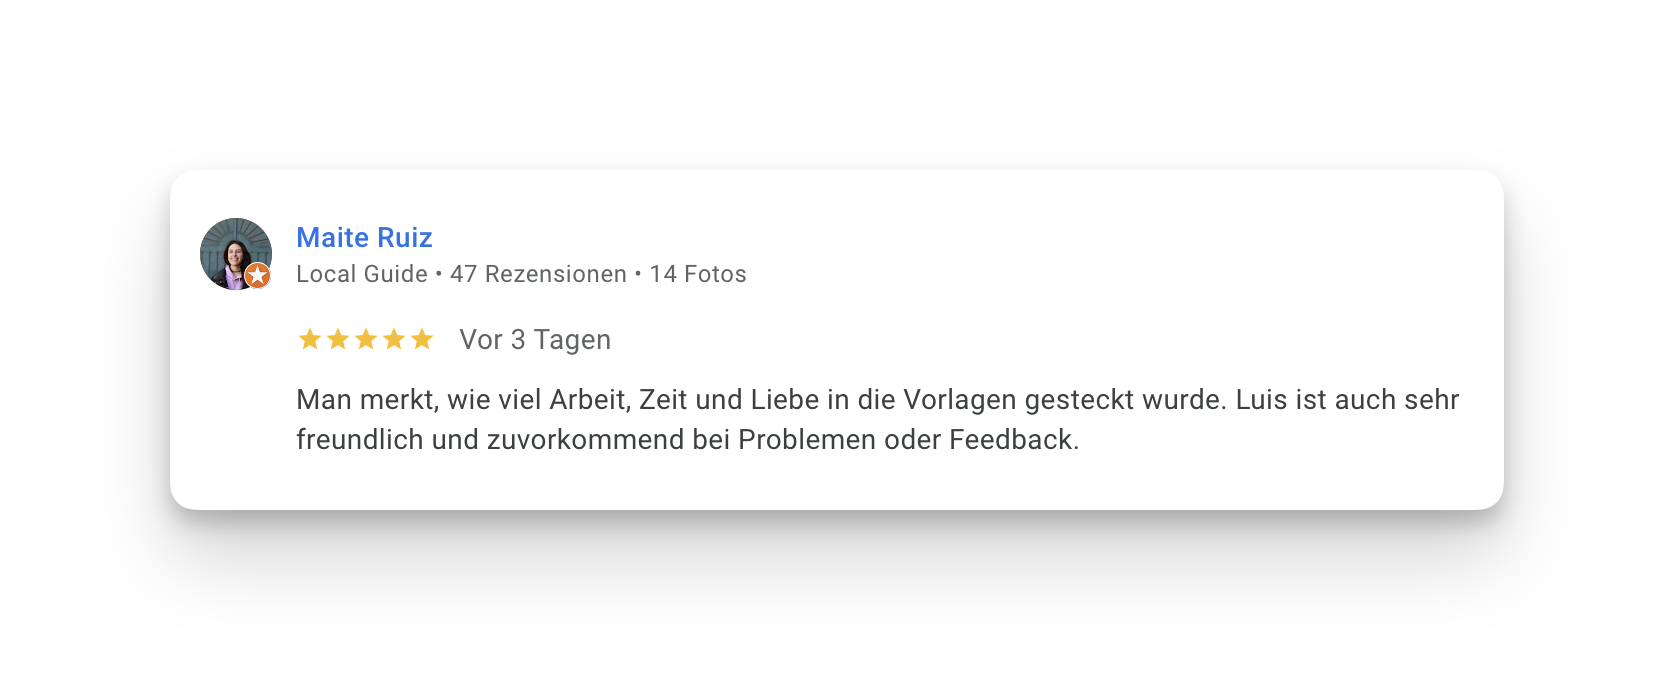 Maite Ruiz
Local Guide • 47 Rezensionen • 14 Fotos
Vor 3 Tagen
Man merkt, wie viel Arbeit, Zeit und Liebe in die Vorlagen gesteckt wurde. Luis ist auch sehr
freundlich und zuvorkommend bei Problemen oder Feedback.